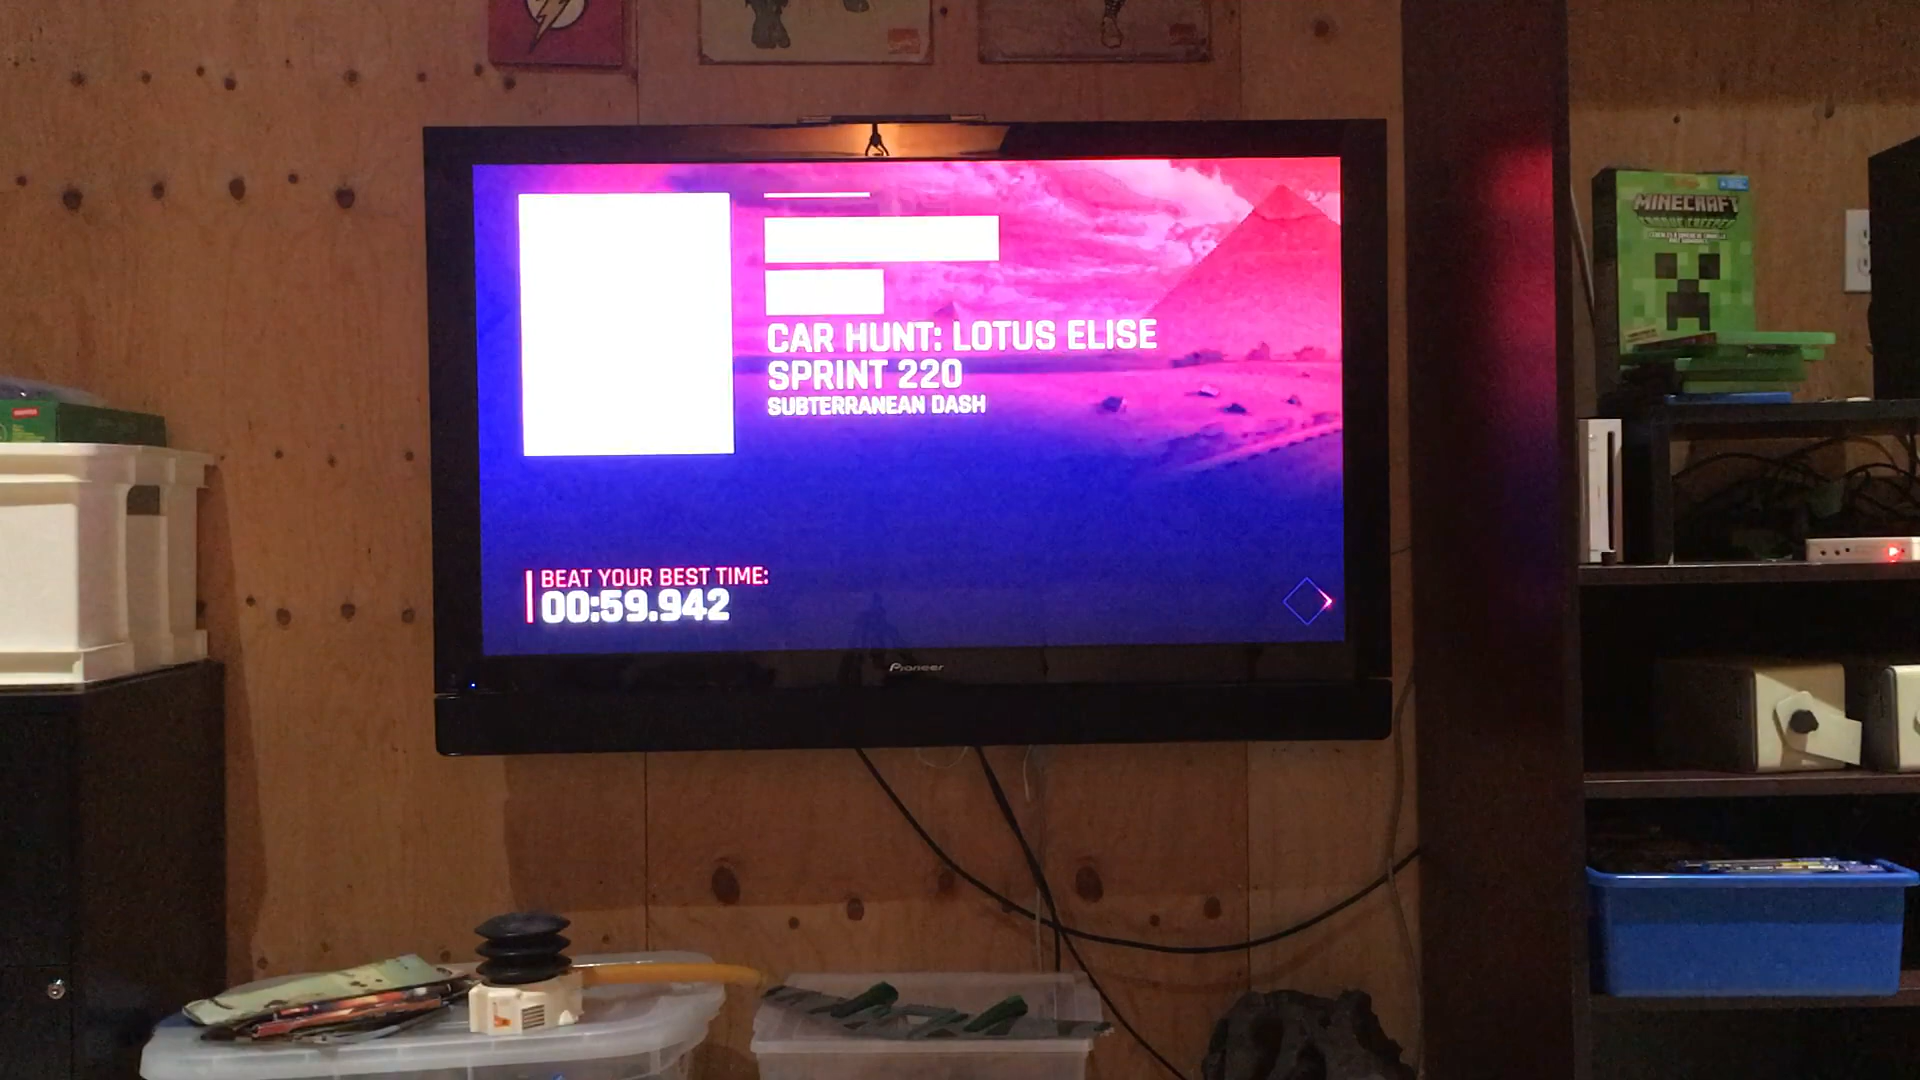 CAR HUNT: LOTUS ELISE
SPRINT 220
SUBTERRANEAN DASH
BEAT YOUR BEST TIME:
00:59.942
Pioneer
MINECRAFT